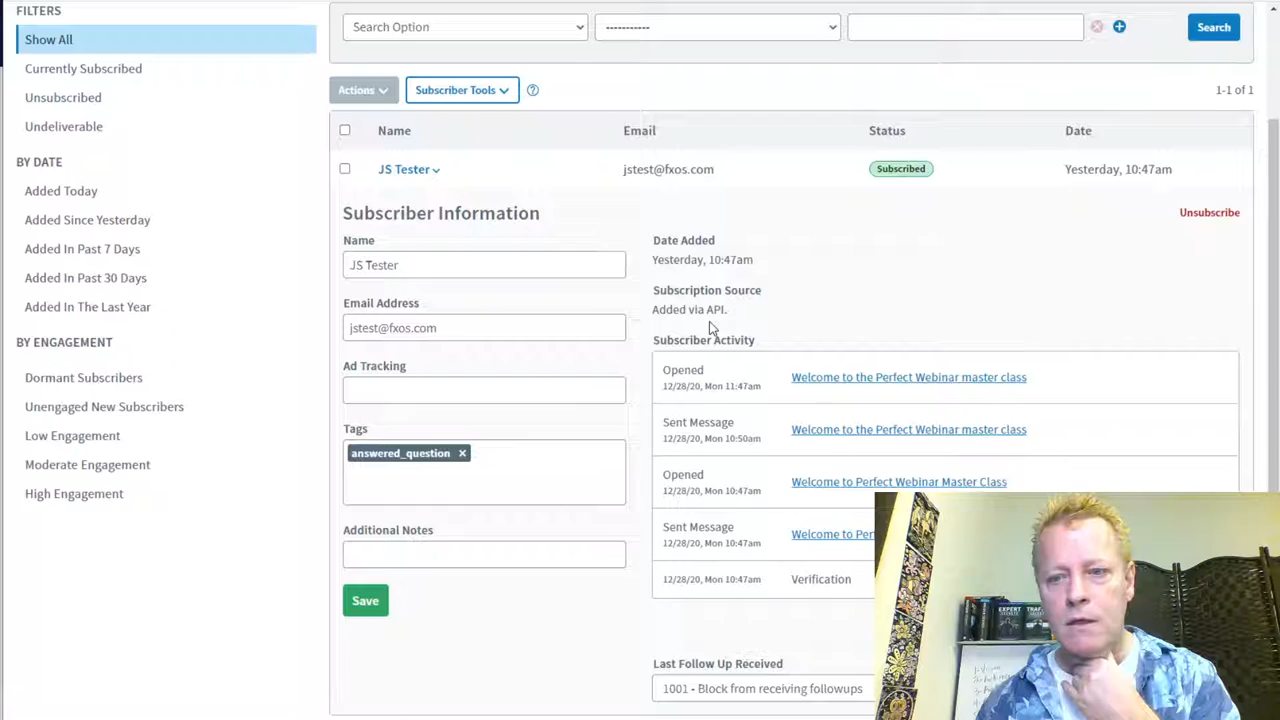 FILTERS
Show All
Currently Subscribed
Unsubscribed
Undeliverable
BY DATE
Added Today
Added Since Yesterday
Added In Past 7 Days
Added In Past 30 Days
Added In The Last Year
BY ENGAGEMENT
Dormant Subscribers
Unengaged New Subscribers
Low Engagement
Moderate Engagement
High Engagement
Search Option
-----------
Search
Actions
Subscriber Tools
1-1 of 1
Name Email Status Date
JS Tester jstest@fxos.com Subscribed Yesterday, 10:47am
Subscriber Information
Unsubscribe
Name
JS Tester
Email Address
jstest@fxos.com
Ad Tracking
Tags
answered_question ×
Additional Notes
Save
Date Added
Yesterday, 10:47am
Subscription Source
Added via API.
Subscriber Activity
Opened
12/28/20, Mon 11:47am
Welcome to the Perfect Webinar master class
Sent Message
12/28/20, Mon 10:50am
Welcome to the Perfect Webinar master class
Opened
12/28/20, Mon 10:47am
Welcome to Perfect Webinar Master Class
Sent Message
12/28/20, Mon 10:47am
Welcome to Per
12/28/20, Mon 10:47am
Verification
Last Follow Up Received
1001 - Block from receiving followups
EXPERT